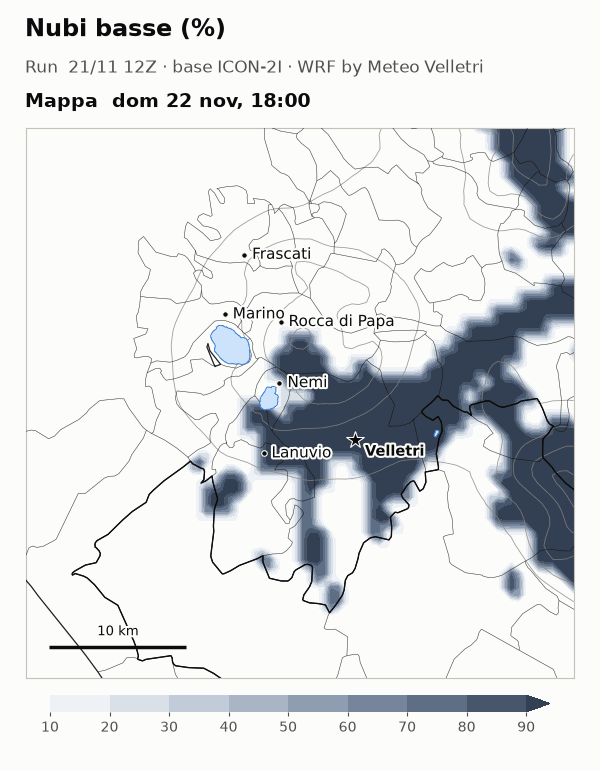 Nubi basse (%)
Run 21/11 12Z · base ICON-2I · WRF by Meteo Velletri
Mappa dom 22 nov, 18:00
Frascati
Marino
Rocca di Papa
Nemi
Velletri
Lanuvio
10 km
10 20 30 40 50 60 70 80 90